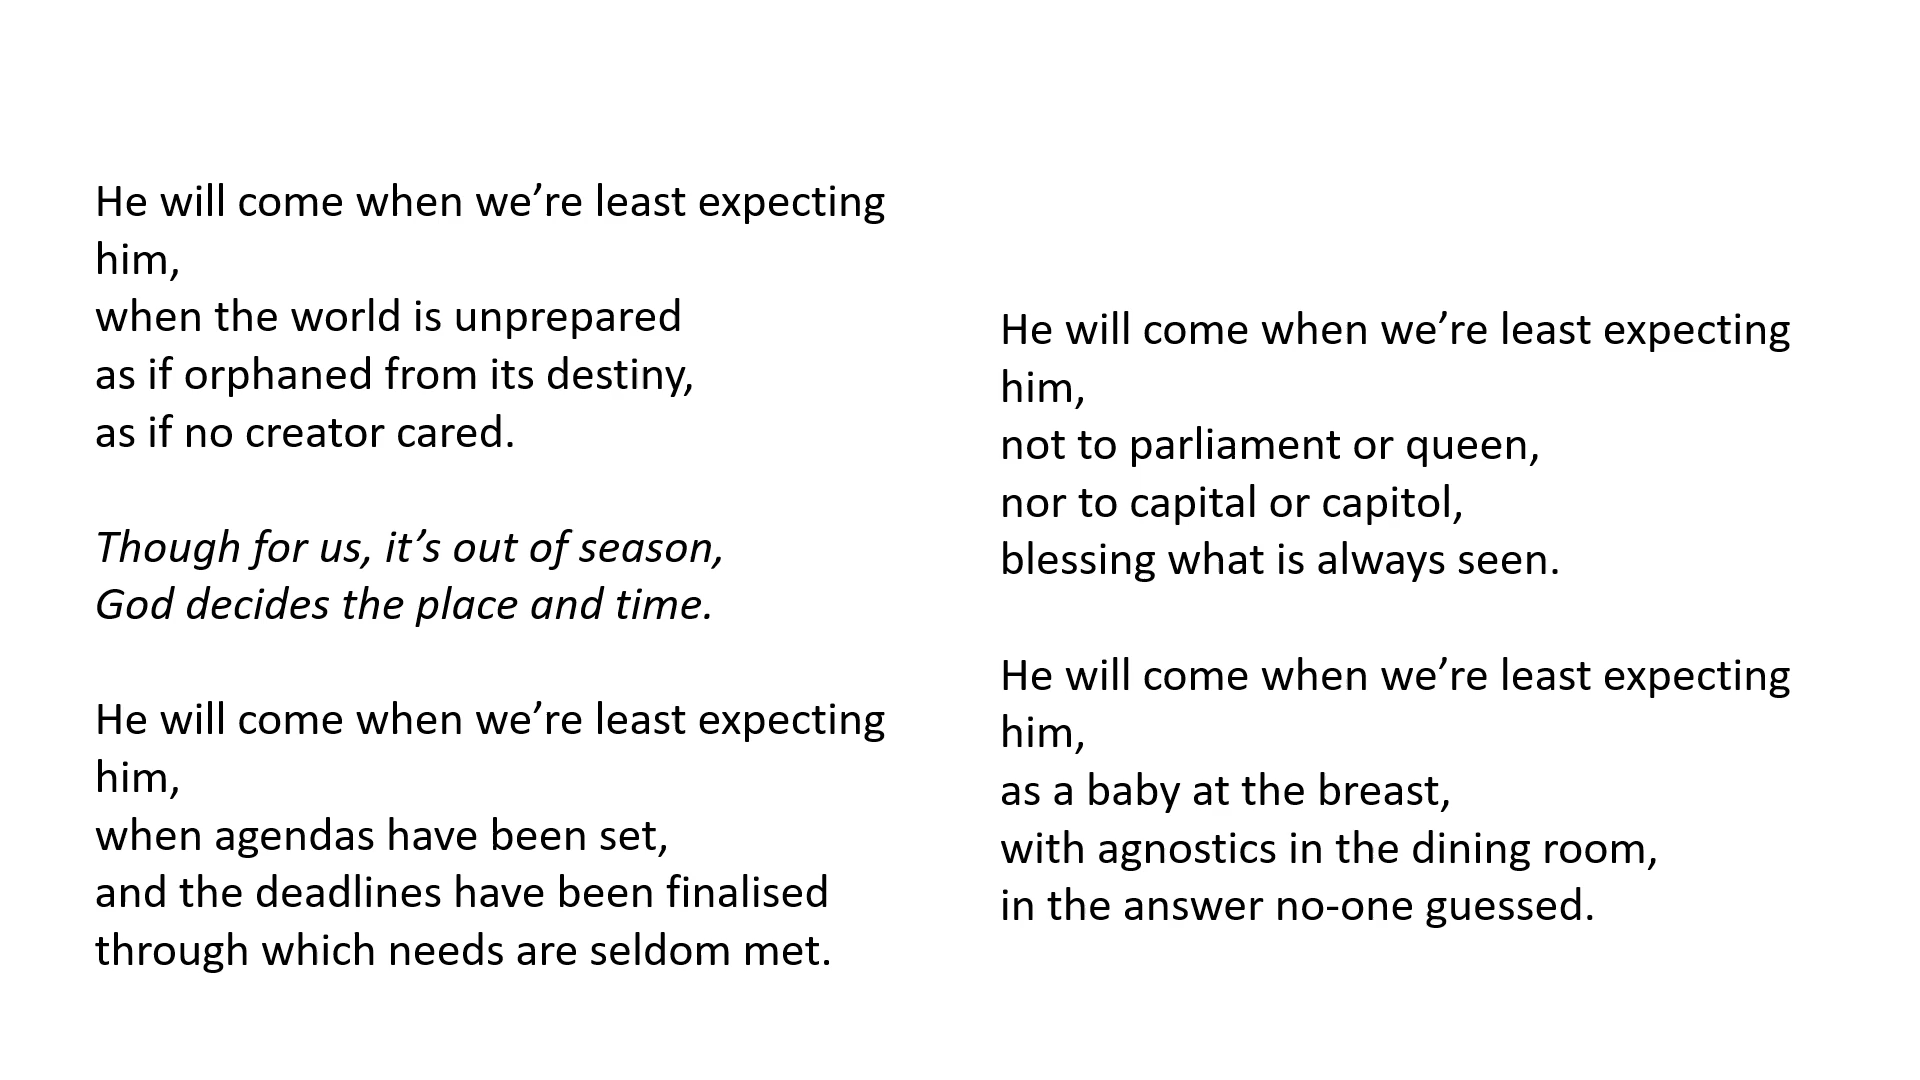 He will come when we’re least expecting
him,
when the world is unprepared
as if orphaned from its destiny,
as if no creator cared.
Though for us, it’s out of season,
God decides the place and time.
He will come when we’re least expecting
him,
when agendas have been set,
and the deadlines have been finalised
through which needs are seldom met.
He will come when we’re least expecting
him,
not to parliament or queen,
nor to capital or capitol,
blessing what is always seen.
He will come when we’re least expecting
him,
as a baby at the breast,
with agnostics in the dining room,
in the answer no-one guessed.